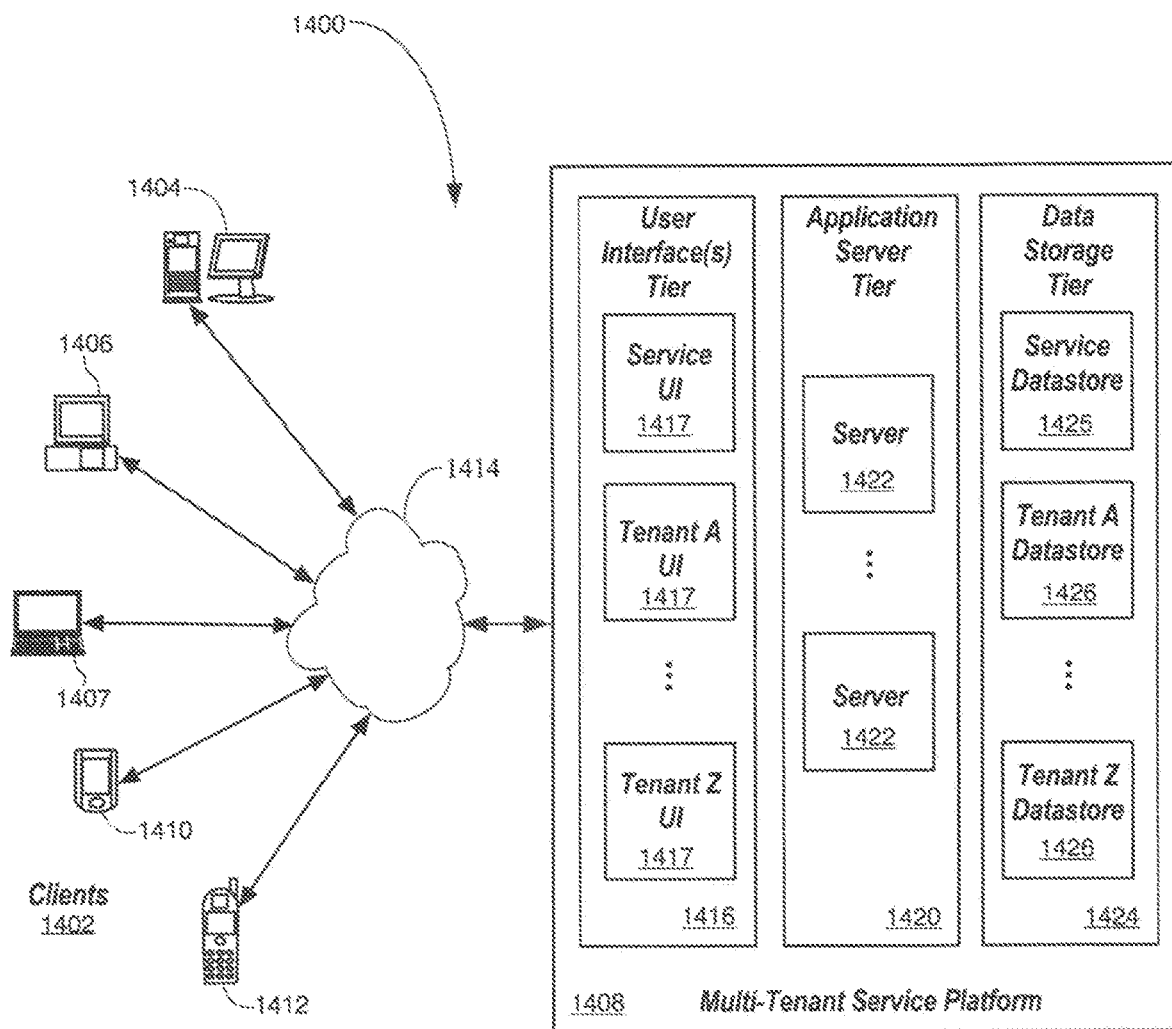 1400
1404
1406
1407
1410
Clients
1402
1412
1414
User
Interface(s)
Tier
Service
UI
1417
Tenant A
UI
1417
Tenant Z
UI
1417
1416
Application
Server
Tier
Server
1422
Server
1422
1420
Data
Storage
Tier
Service
Datastore
1425
Tenant A
Datastore
1426
Tenant Z
Datastore
1426
1424
1408 Multi-Tenant Service Platform